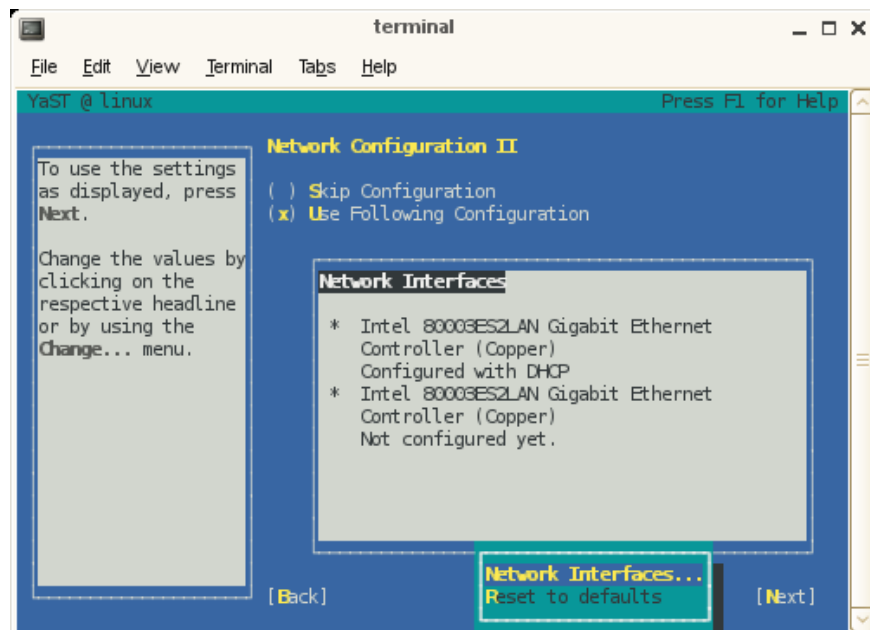 terminal
File Edit View Terminal Tabs Help
YaST @ linux Press F1 for Help
Network Configuration II
To use the settings
as displayed, press
Next.
Change the values by
clicking on the
respective headline
or by using the
Change... menu.
( ) Skip Configuration
(x) Use Following Configuration
Network Interfaces
* Intel 80003ES2LAN Gigabit Ethernet
Controller (Copper)
Configured with DHCP
* Intel 80003ES2LAN Gigabit Ethernet
Controller (Copper)
Not configured yet.
Network Interfaces...
Reset to defaults
[Back]
[Next]